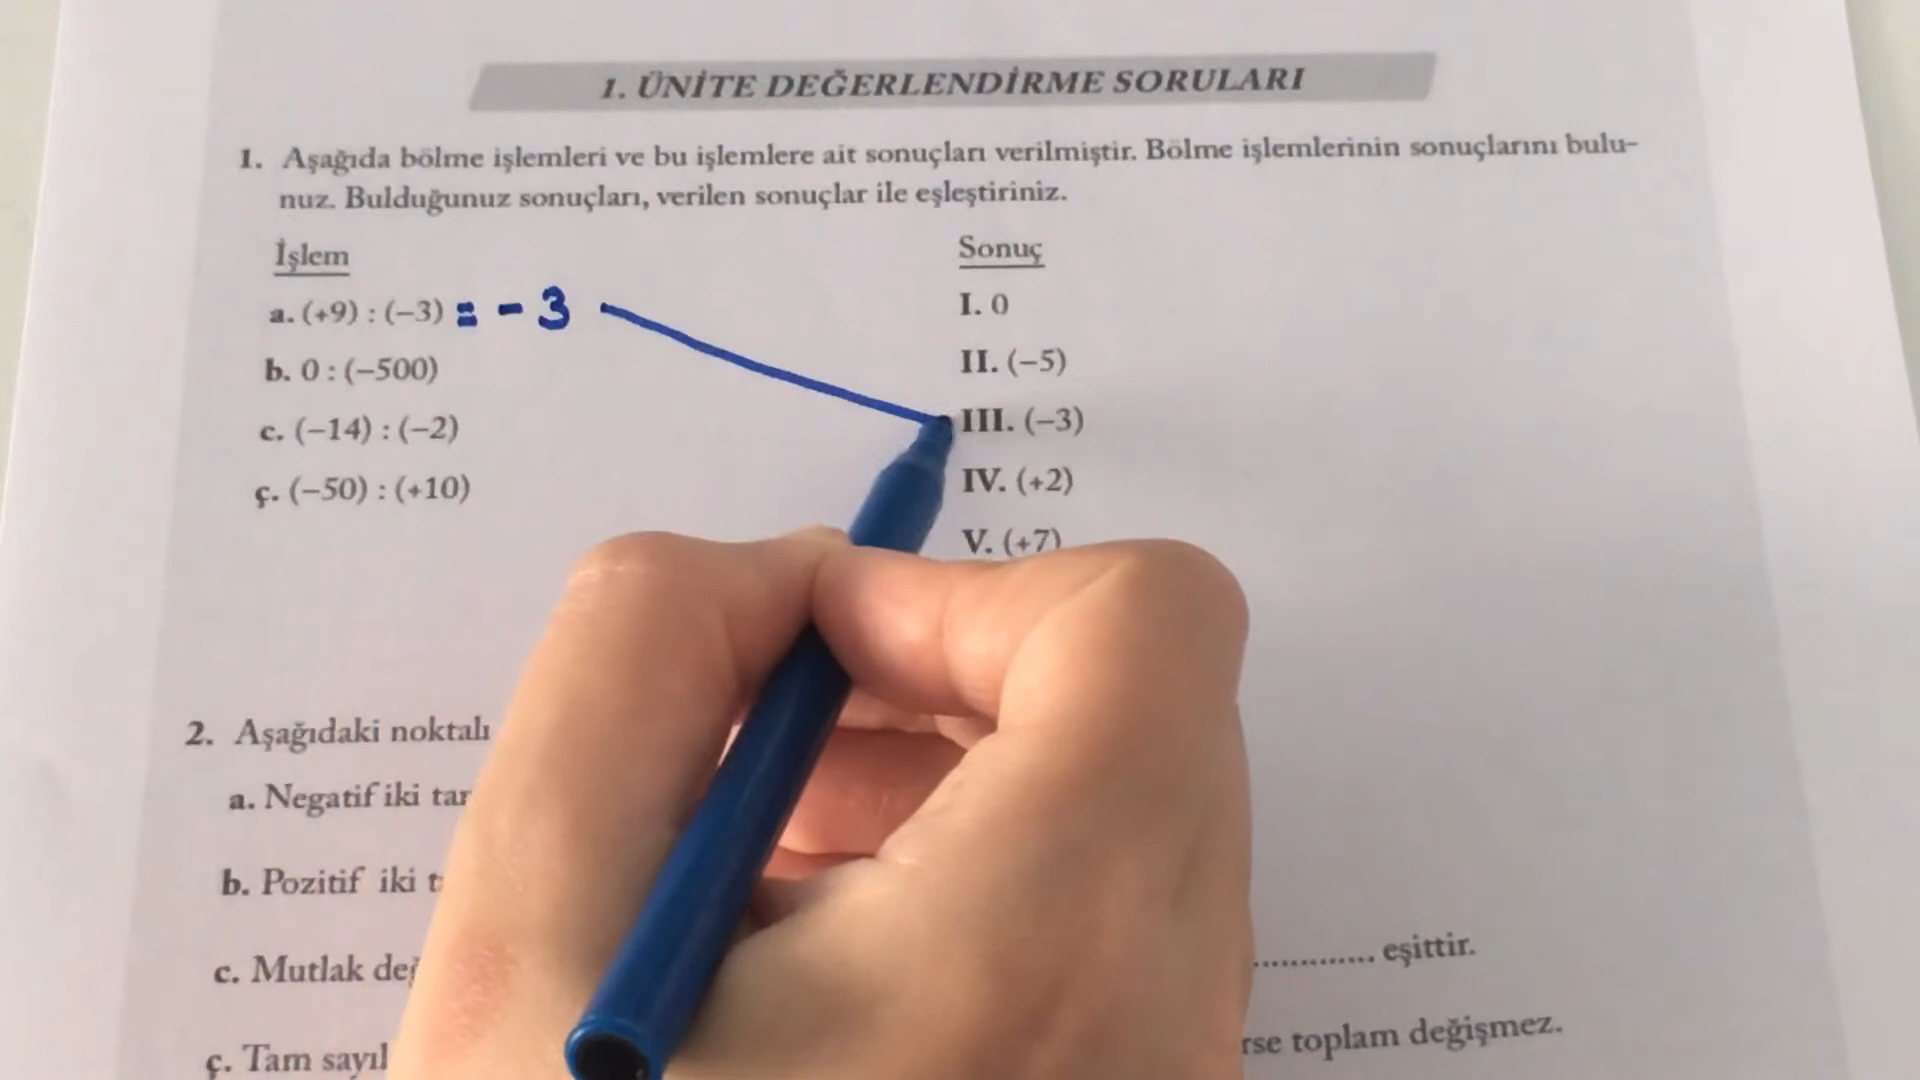 1. ÜNİTE DEĞERLENDİRME SORULARI
1. Aşağıda bölme işlemleri ve bu işlemlere ait sonuçları verilmiştir. Bölme işlemlerinin sonuçlarını bulu-
nuz. Bulduğunuz sonuçları, verilen sonuçlar ile eşleştiriniz.
İşlem
a. (+9) : (−3) = - 3
b. 0 : (−500)
c. (−14) : (−2)
ç. (−50) : (+10)
Sonuç
I. 0
II. (−5)
III. (−3)
IV. (+2)
V. (+7)
2. Aşağıdaki noktalı
a. Negatif iki
b. Pozitif iki
c. Mutlak
............. eşittir.
ç. Tam
toplam değişmez.